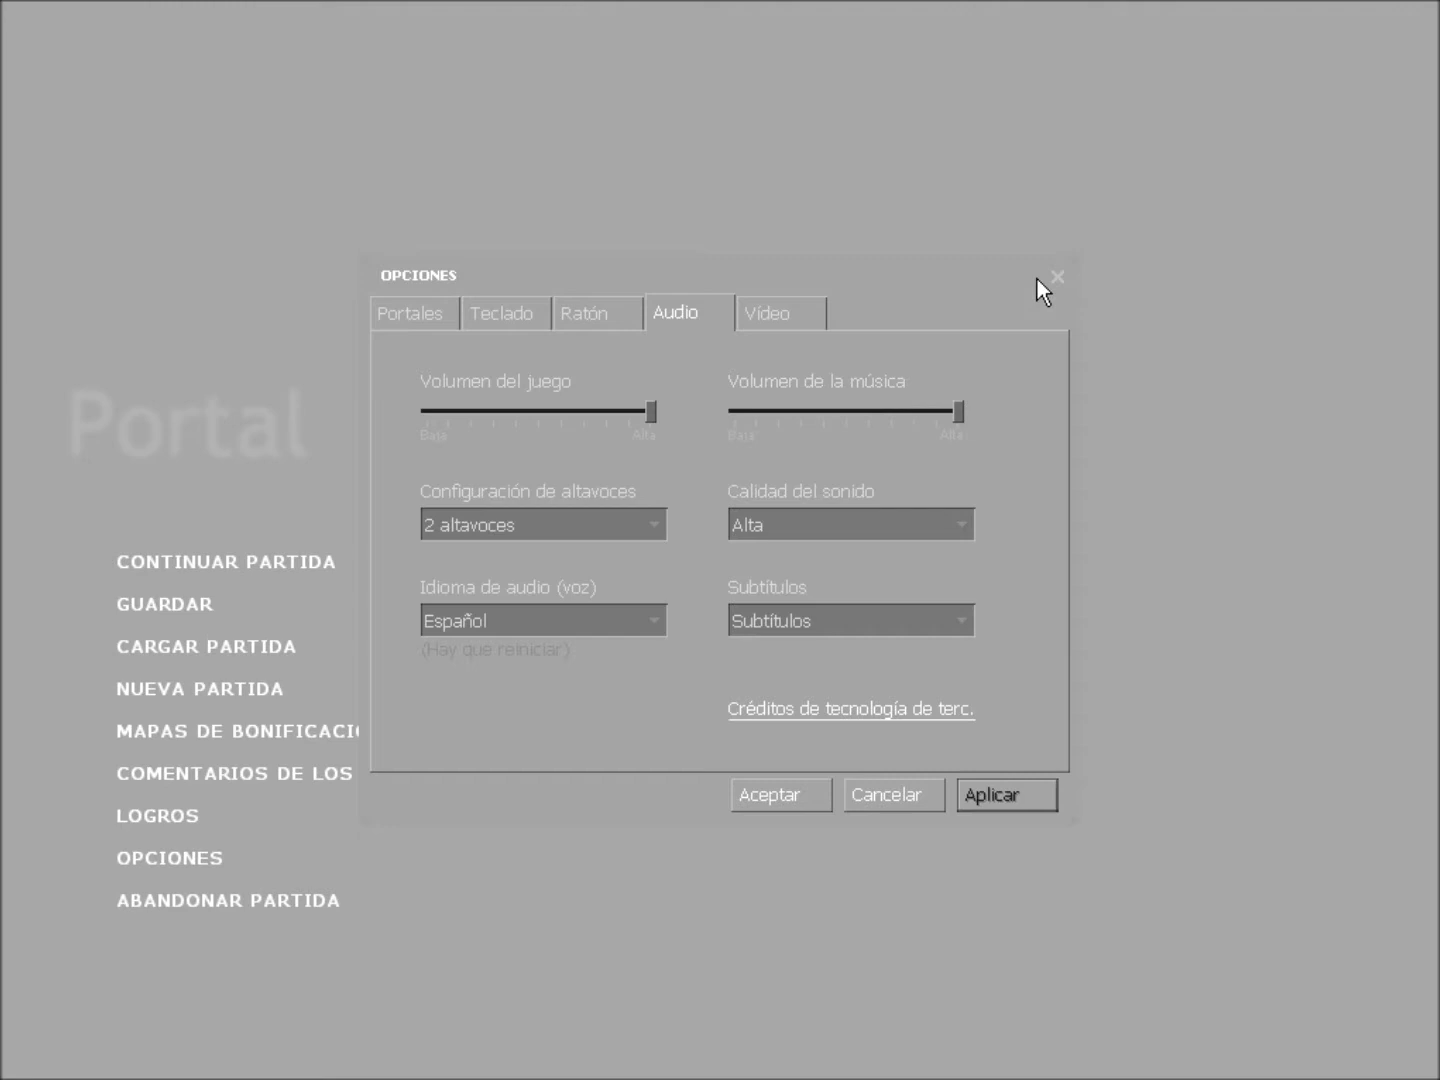 OPCIONES
Portales Teclado Ratón Audio Vídeo
Volumen del juego Volumen de la música
Baja Alta Baja Alta
Portal
Configuración de altavoces Calidad del sonido
2 altavoces Alta
Idioma de audio (voz) Subtítulos
Español Subtítulos
(Hay que reiniciar)
Créditos de tecnología de terc.
Aceptar Cancelar Aplicar
CONTINUAR PARTIDA
GUARDAR
CARGAR PARTIDA
NUEVA PARTIDA
MAPAS DE BONIFICACI
COMENTARIOS DE LOS
LOGROS
OPCIONES
ABANDONAR PARTIDA